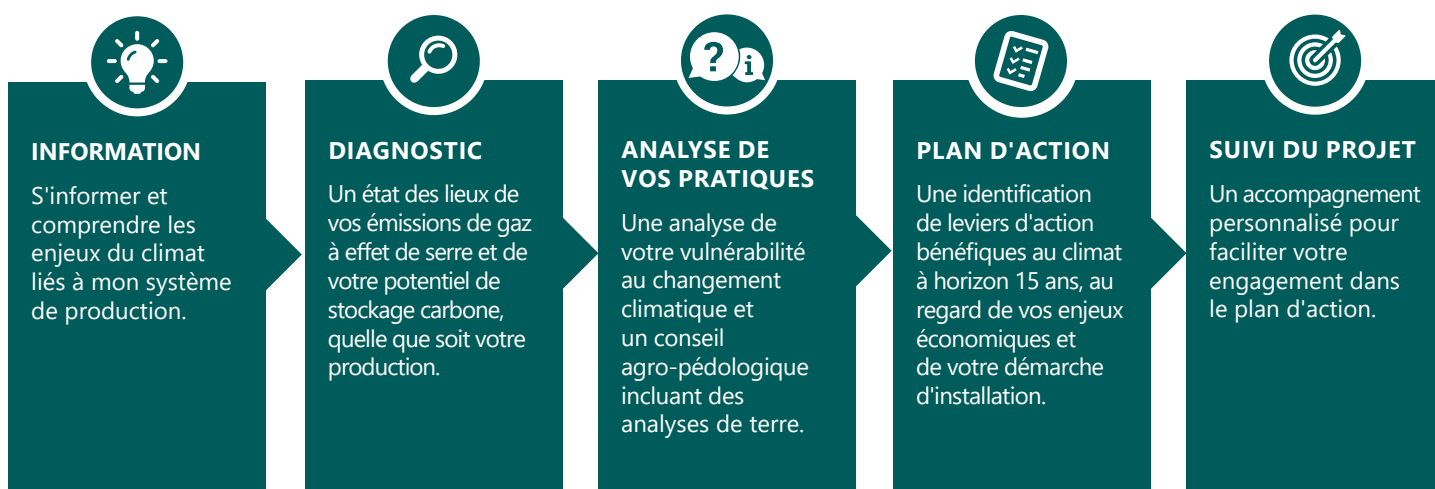 INFORMATION
S'informer et
comprendre les
enjeux du climat
liés à mon système
de production.
DIAGNOSTIC
Un état des lieux de
vos émissions de gaz
à effet de serre et de
votre potentiel de
stockage carbone,
quelle que soit votre
production.
?
i
ANALYSE DE
VOS PRATIQUES
Une analyse de
votre vulnérabilité
au changement
climatique et
un conseil
agro-pédologique
incluant des
analyses de terre.
PLAN D'ACTION
Une identification
de leviers d'action
bénéfiques au climat
à horizon 15 ans, au
regard de vos enjeux
économiques et
de votre démarche
d'installation.
SUIVI DU PROJET
Un accompagnement
personnalisé pour
faciliter votre
engagement dans
le plan d'action.